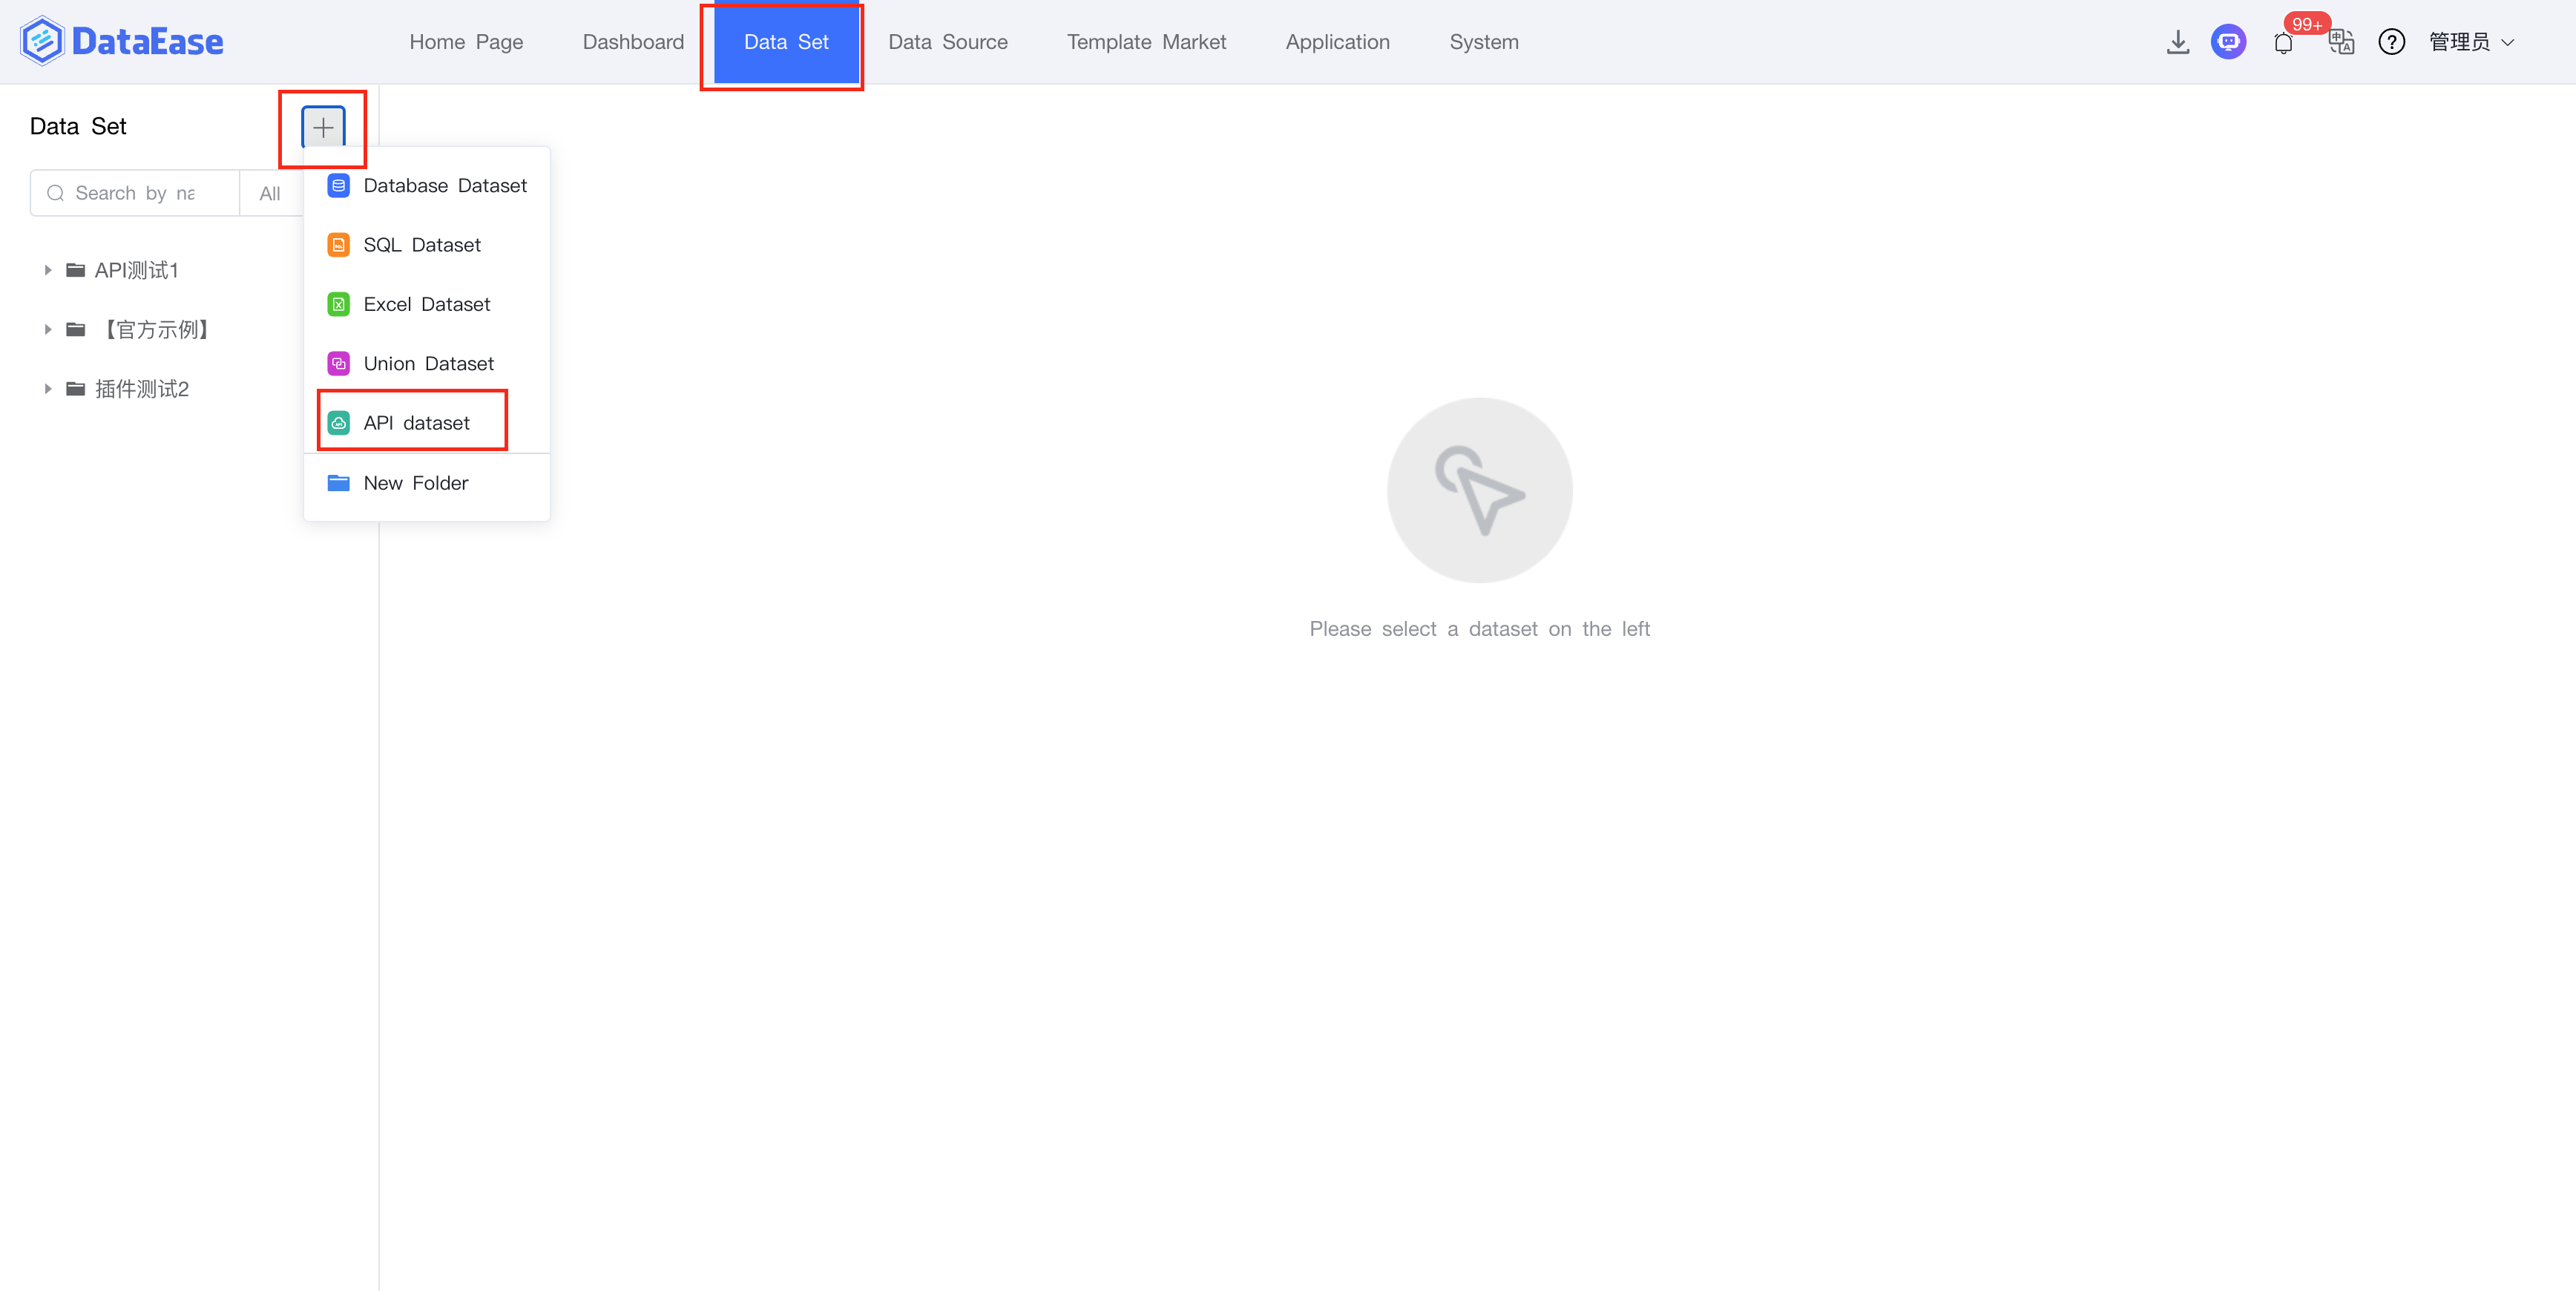 DataEase
Home Page
Dashboard
Data Set
Data Source
Template Market
Application
System
99+
管理员
Data Set
Search by na
All
API测试1
【官方示例】
插件测试2
Database Dataset
SQL Dataset
Excel Dataset
Union Dataset
API dataset
New Folder
Please select a dataset on the left